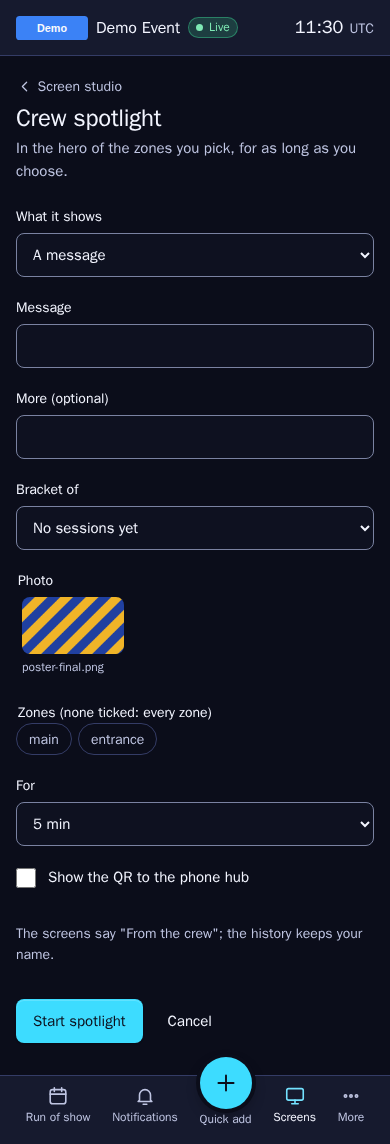 Demo
Demo Event
Live
11:30 UTC
Screen studio
Crew spotlight
In the hero of the zones you pick, for as long as you
choose.
What it shows
A message
Message
More (optional)
Bracket of
No sessions yet
Photo
poster-final.png
Zones (none ticked: every zone)
main
entrance
For
5 min
Show the QR to the phone hub
The screens say "From the crew"; the history keeps your
name.
Start spotlight
Cancel
Run of show
Notifications
Quick add
Screens
More